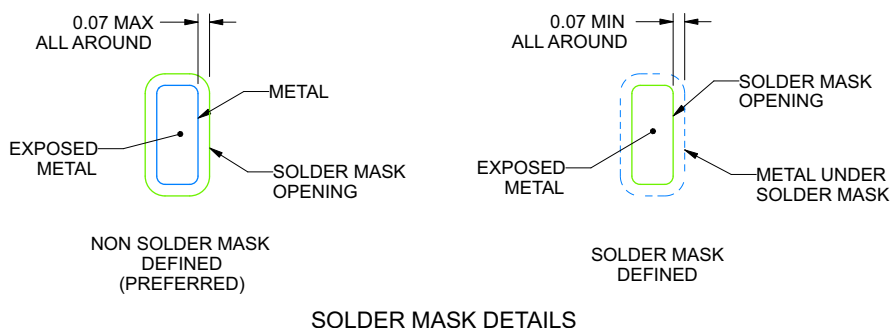 0.07 MAX
ALL AROUND
METAL
EXPOSED
METAL
SOLDER MASK
OPENING
NON SOLDER MASK
DEFINED
(PREFERRED)
0.07 MIN
ALL AROUND
SOLDER MASK
OPENING
EXPOSED
METAL
METAL UNDER
SOLDER MASK
SOLDER MASK
DEFINED
SOLDER MASK DETAILS